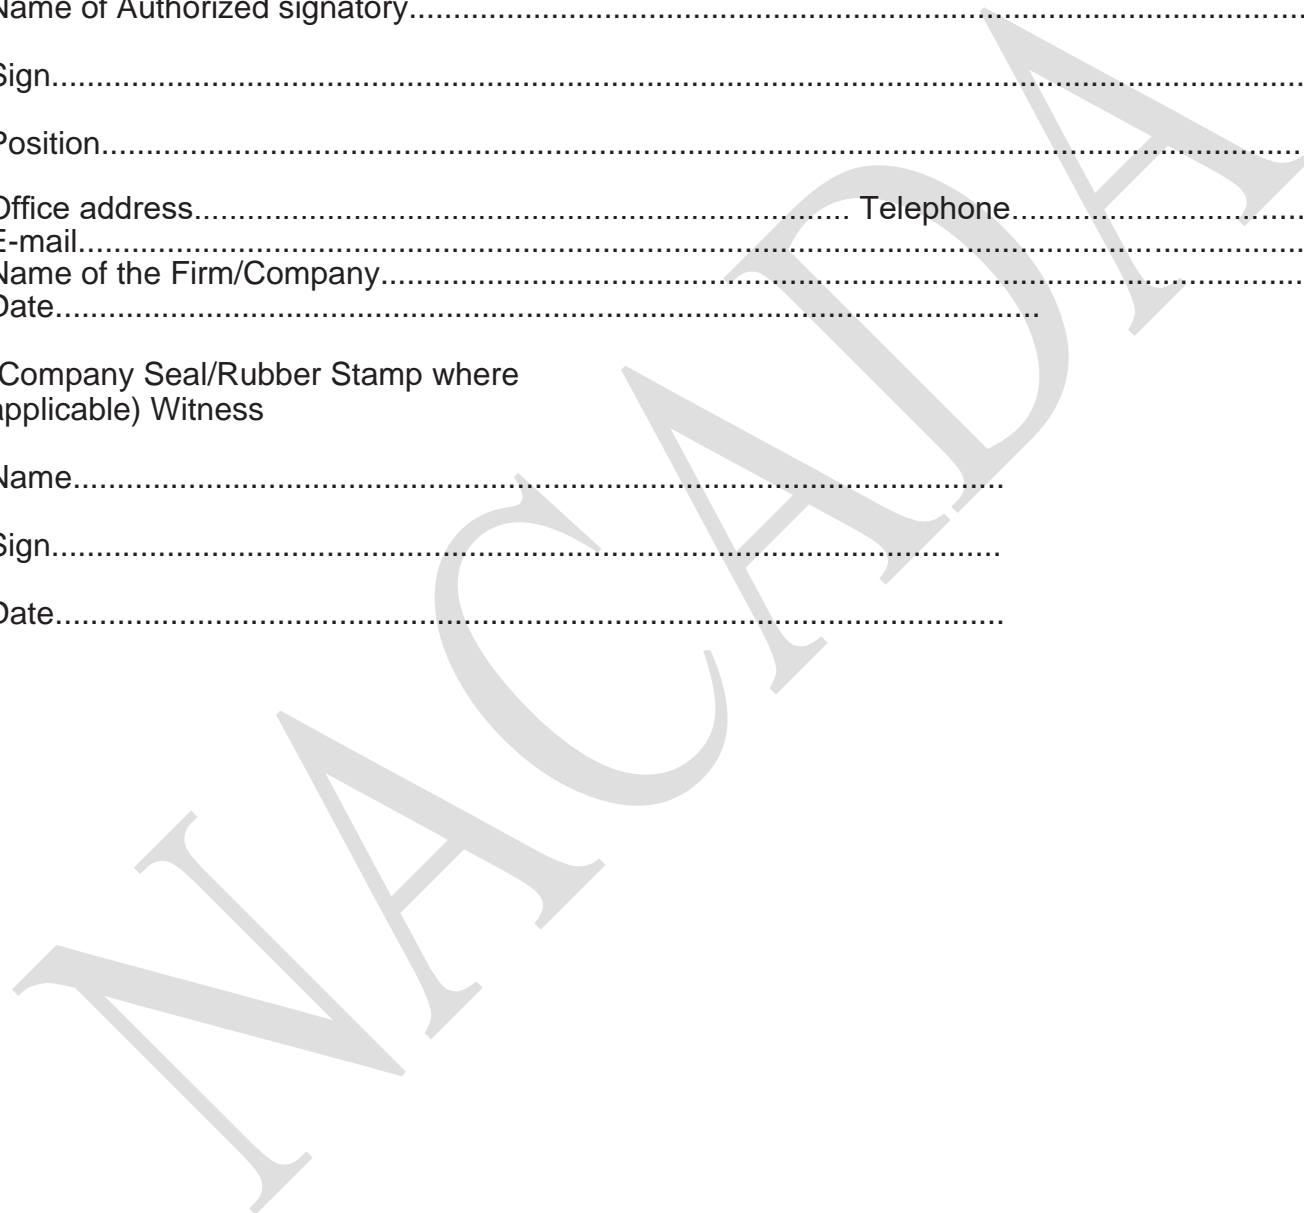 Name of Authorized signatory..........................................................................................................
Sign....................................................................................................................................................
Position..............................................................................................................................................
Office address.......................................................................... Telephone.................................
E-mail.................................................................................................................................................
Name of the Firm/Company.............................................................................................................
Date...............................................................................................................
Company Seal/Rubber Stamp where
applicable) Witness
Name.........................................................................................................
Sign...........................................................................................................
Date...........................................................................................................
NACADA